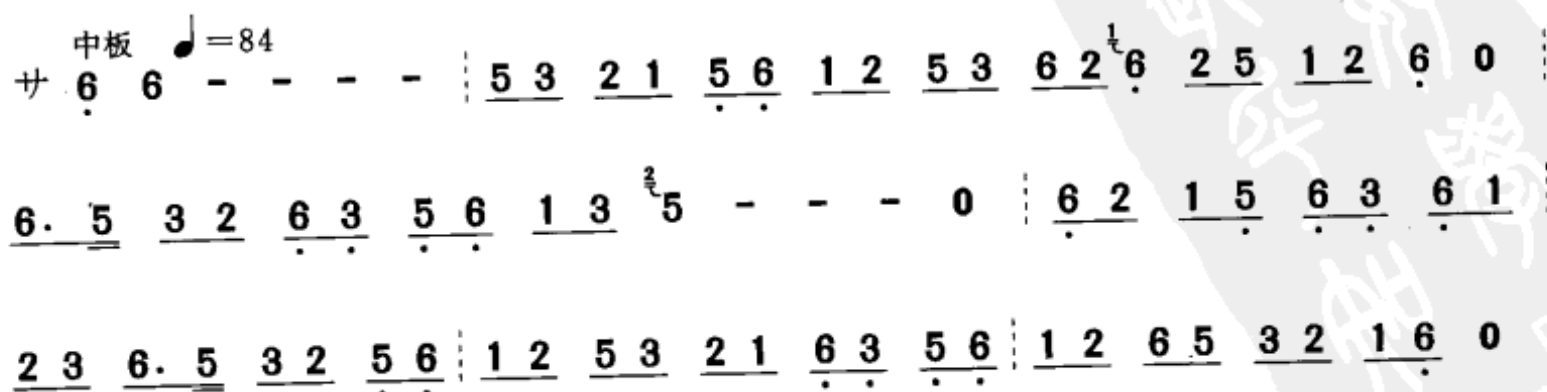 中板 ♩=84
サ 6̣ 6 - - - - ┊ 5 3 2 1 5̣ 6̣ 1 2 5 3 6 2 ¹6̣ 2 5 1 2 6̣ 0 ┊
6· 5 3 2 6̣ 3̣ 5̣ 6̣ 1 3 ²5 - - - 0 ┊ 6̣ 2 1 5̣ 6̣ 3̣ 6̣ 1 ┊
2 3 6· 5 3 2 5̣ 6̣ ┊ 1 2 5 3 2 1 6̣ 3̣ 5̣ 6̣ ┊ 1 2 6 5 3 2 1 6̣ 0